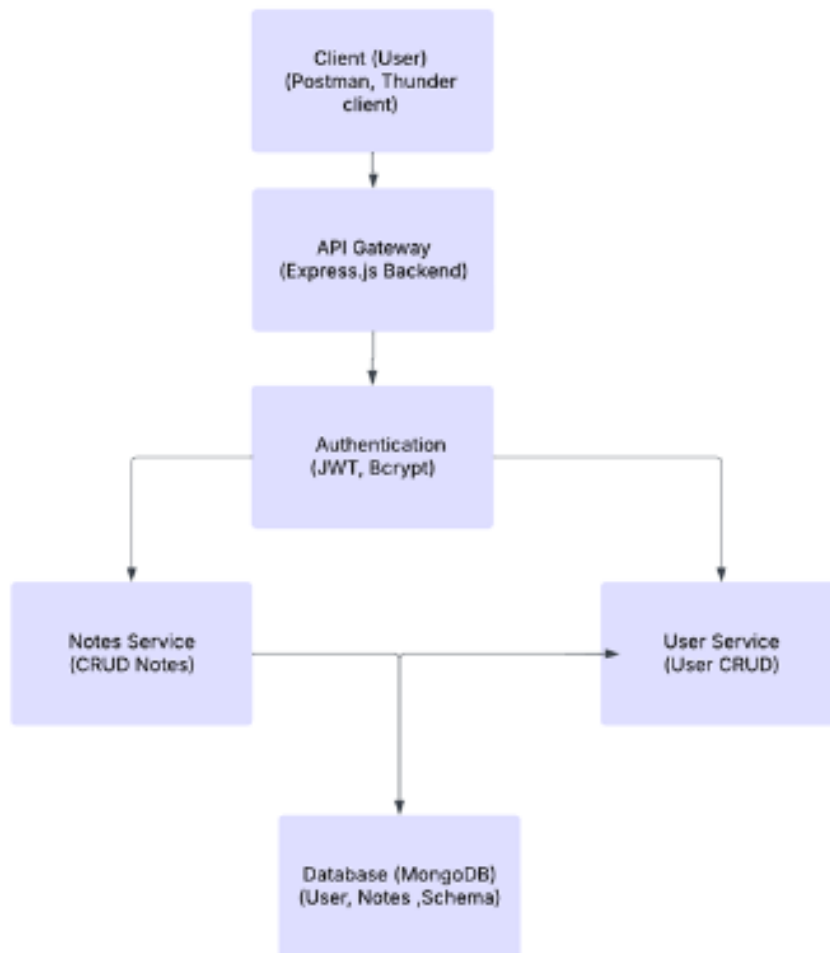 Client (User)
(Postman, Thunder
client)
API Gateway
(Express.js Backend)
Authentication
(JWT, Bcrypt)
Notes Service
(CRUD Notes)
User Service
(User CRUD)
Database (MongoDB)
(User, Notes ,Schema)